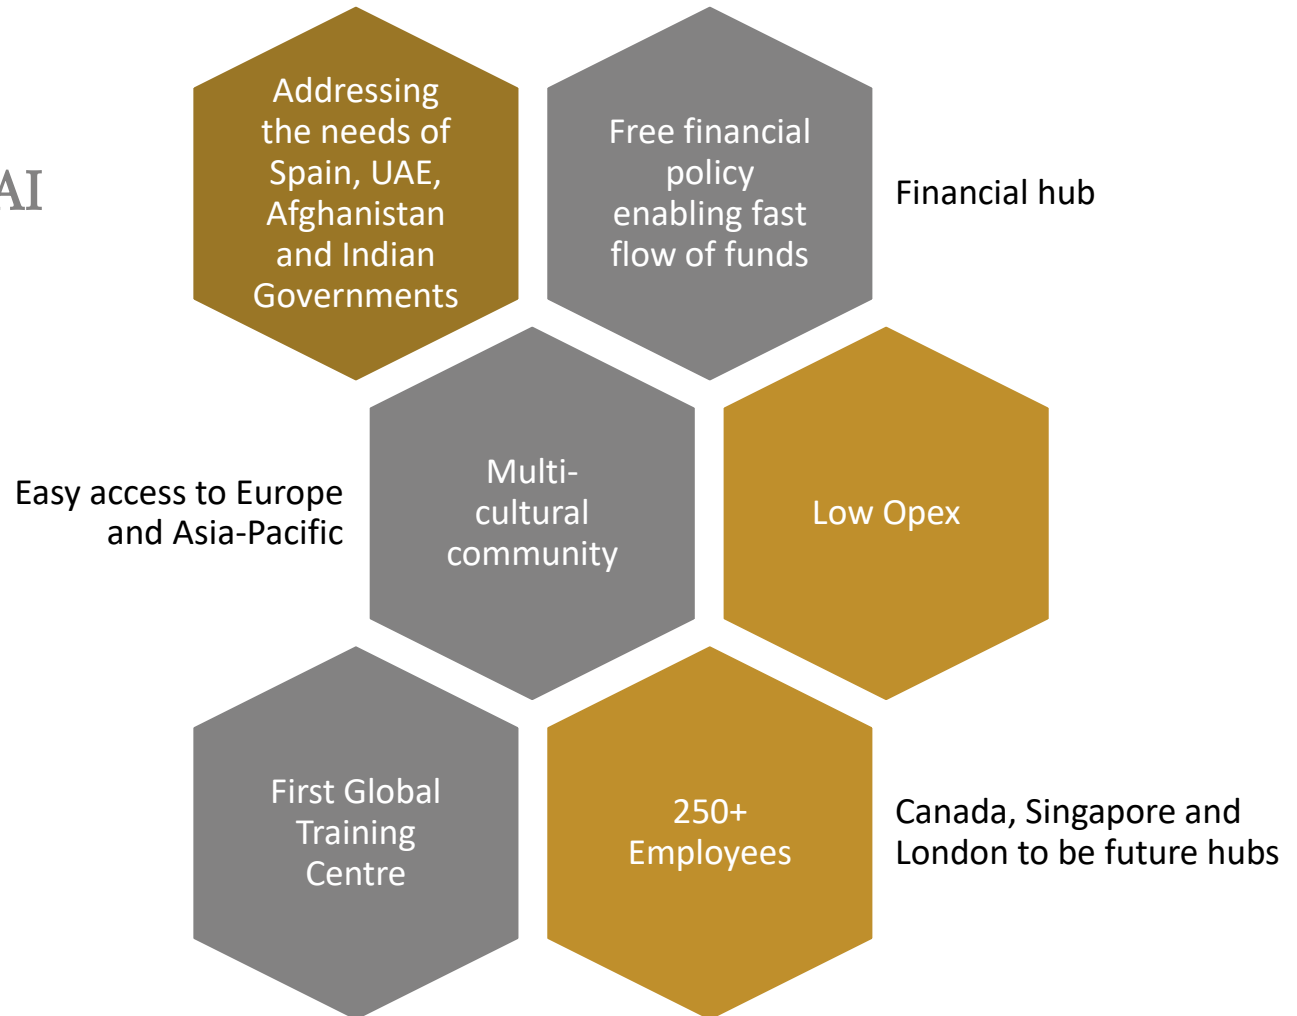 AI
Addressing
the needs of
Spain, UAE,
Afghanistan
and Indian
Governments
Free financial
policy
enabling fast
flow of funds
Financial hub
Easy access to Europe
and Asia-Pacific
Multi-
cultural
community
Low Opex
First Global
Training
Centre
250+
Employees
Canada, Singapore and
London to be future hubs